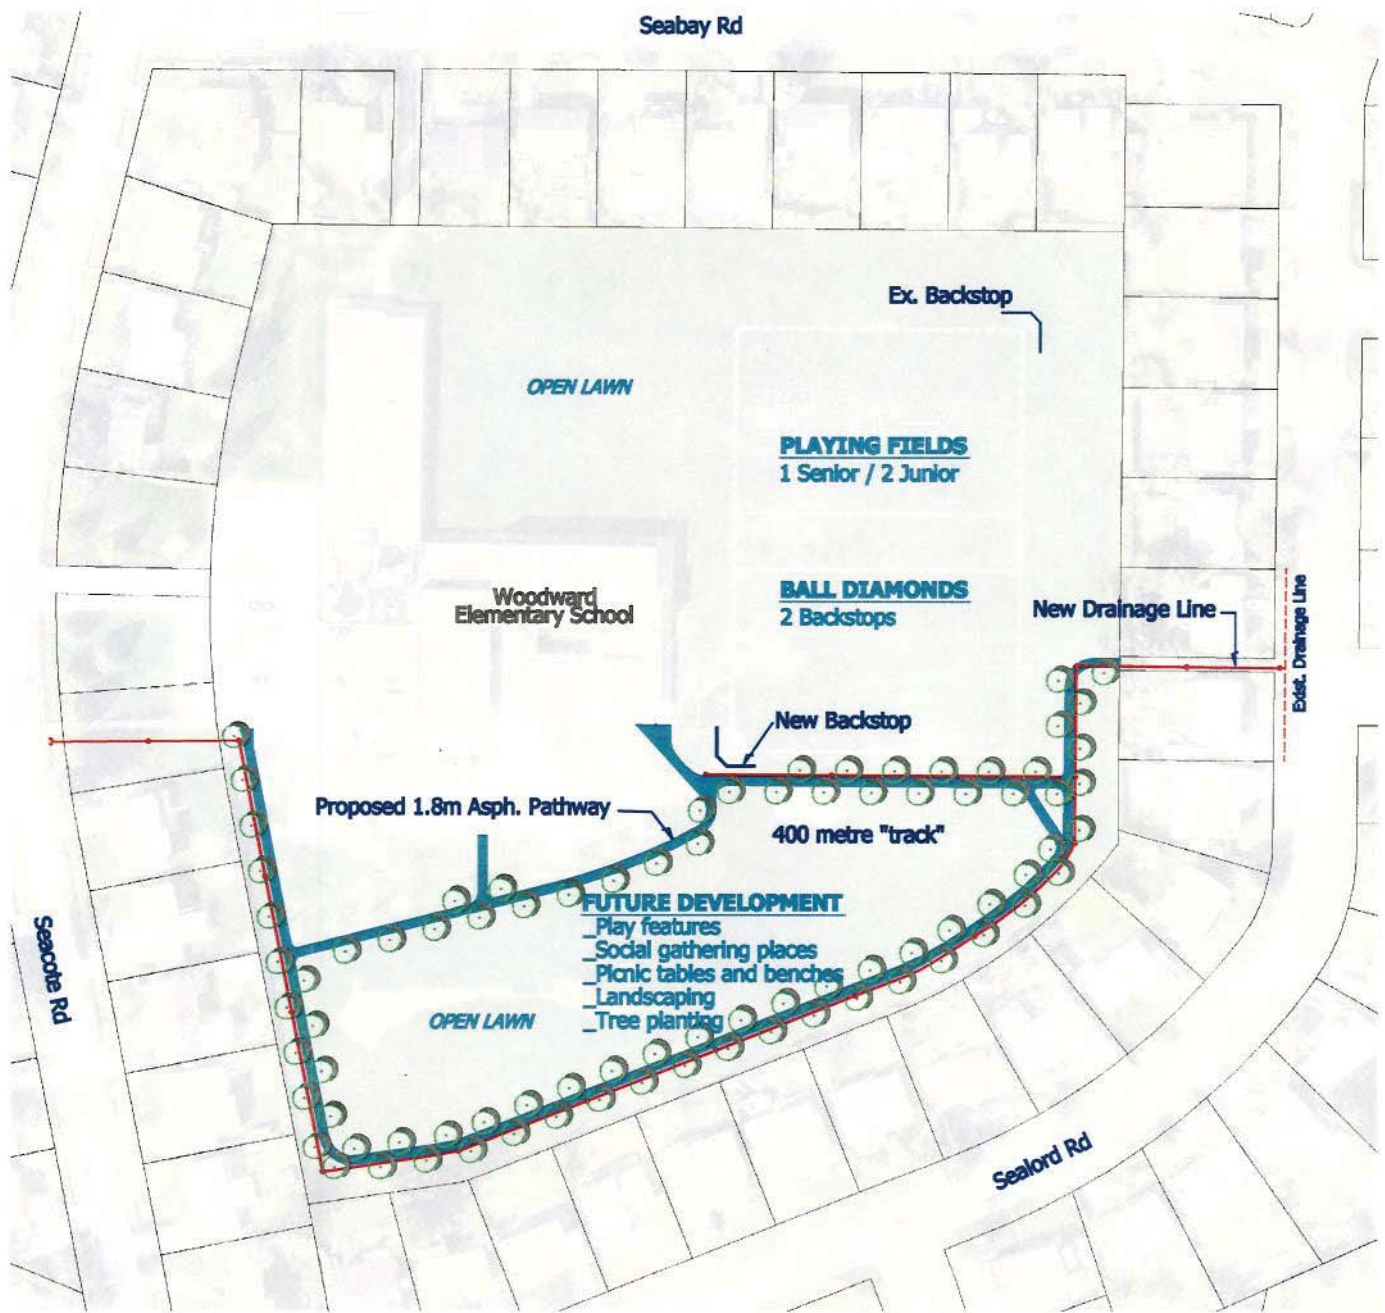 Seabay Rd
Ex. Backstop
OPEN LAWN
PLAYING FIELDS
1 Senior / 2 Junior
Woodward
Elementary School
BALL DIAMONDS
2 Backstops
New Drainage Line
Exist. Drainage Line
New Backstop
Proposed 1.8m Asph. Pathway
400 metre "track"
FUTURE DEVELOPMENT
_Play features
_Social gathering places
_Picnic tables and benches
_Landscaping
_Tree planting
OPEN LAWN
Seacote Rd
Sealord Rd